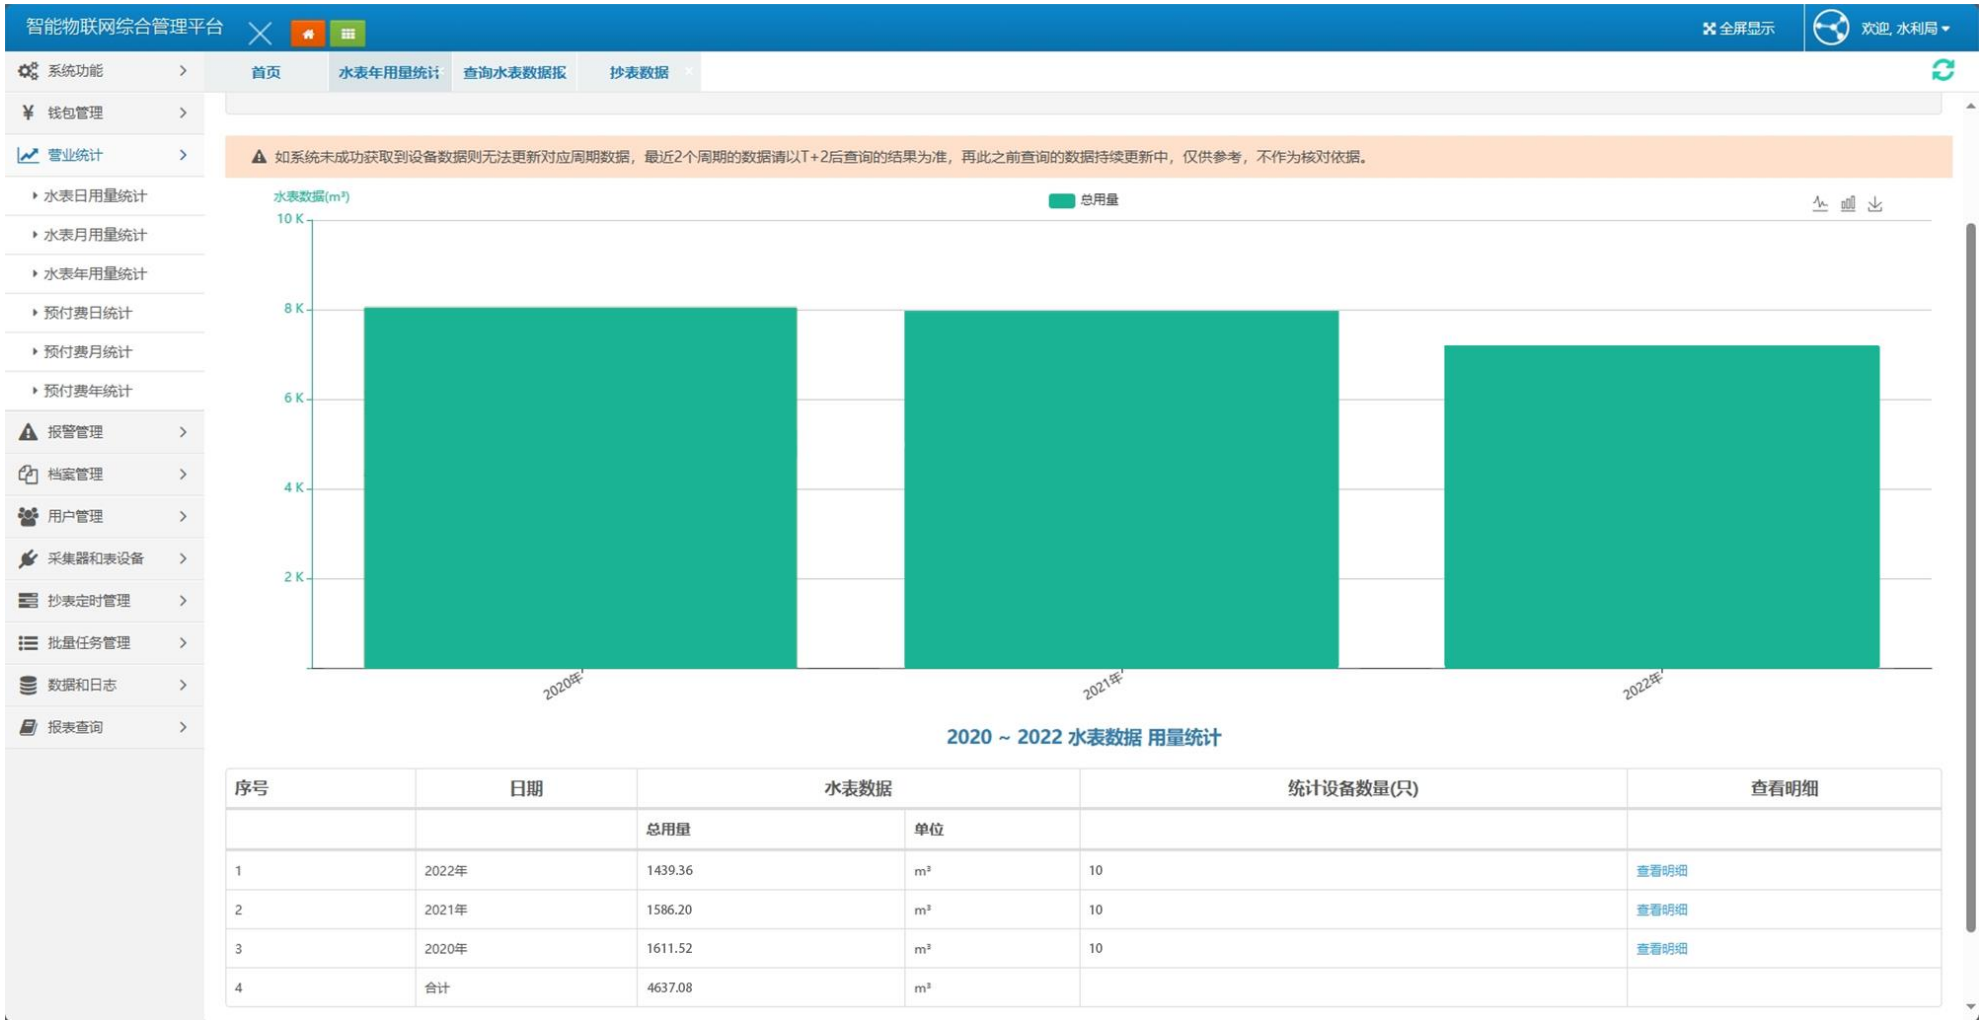 智能物联网综合管理平台
全屏显示
欢迎, 水利局
系统功能
首页
水表年用量统计
查询水表数据报
抄表数据
钱包管理
营业统计
如系统未成功获取到设备数据则无法更新对应周期数据，最近2个周期的数据请以T+2后查询的结果为准，再此之前查询的数据持续更新中，仅供参考，不作为核对依据。
水表日用量统计
水表月用量统计
水表年用量统计
预付费日统计
预付费月统计
预付费年统计
报警管理
档案管理
用户管理
采集器和表设备
抄表定时管理
批量任务管理
数据和日志
报表查询
水表数据(m³)
总用量
10 K
8 K
6 K
4 K
2 K
2020年
2021年
2022年
2020 ~ 2022 水表数据 用量统计
序号 日期 水表数据 统计设备数量(只) 查看明细
总用量 单位
1 2022年 1439.36 m³ 10 查看明细
2 2021年 1586.20 m³ 10 查看明细
3 2020年 1611.52 m³ 10 查看明细
4 合计 4637.08 m³